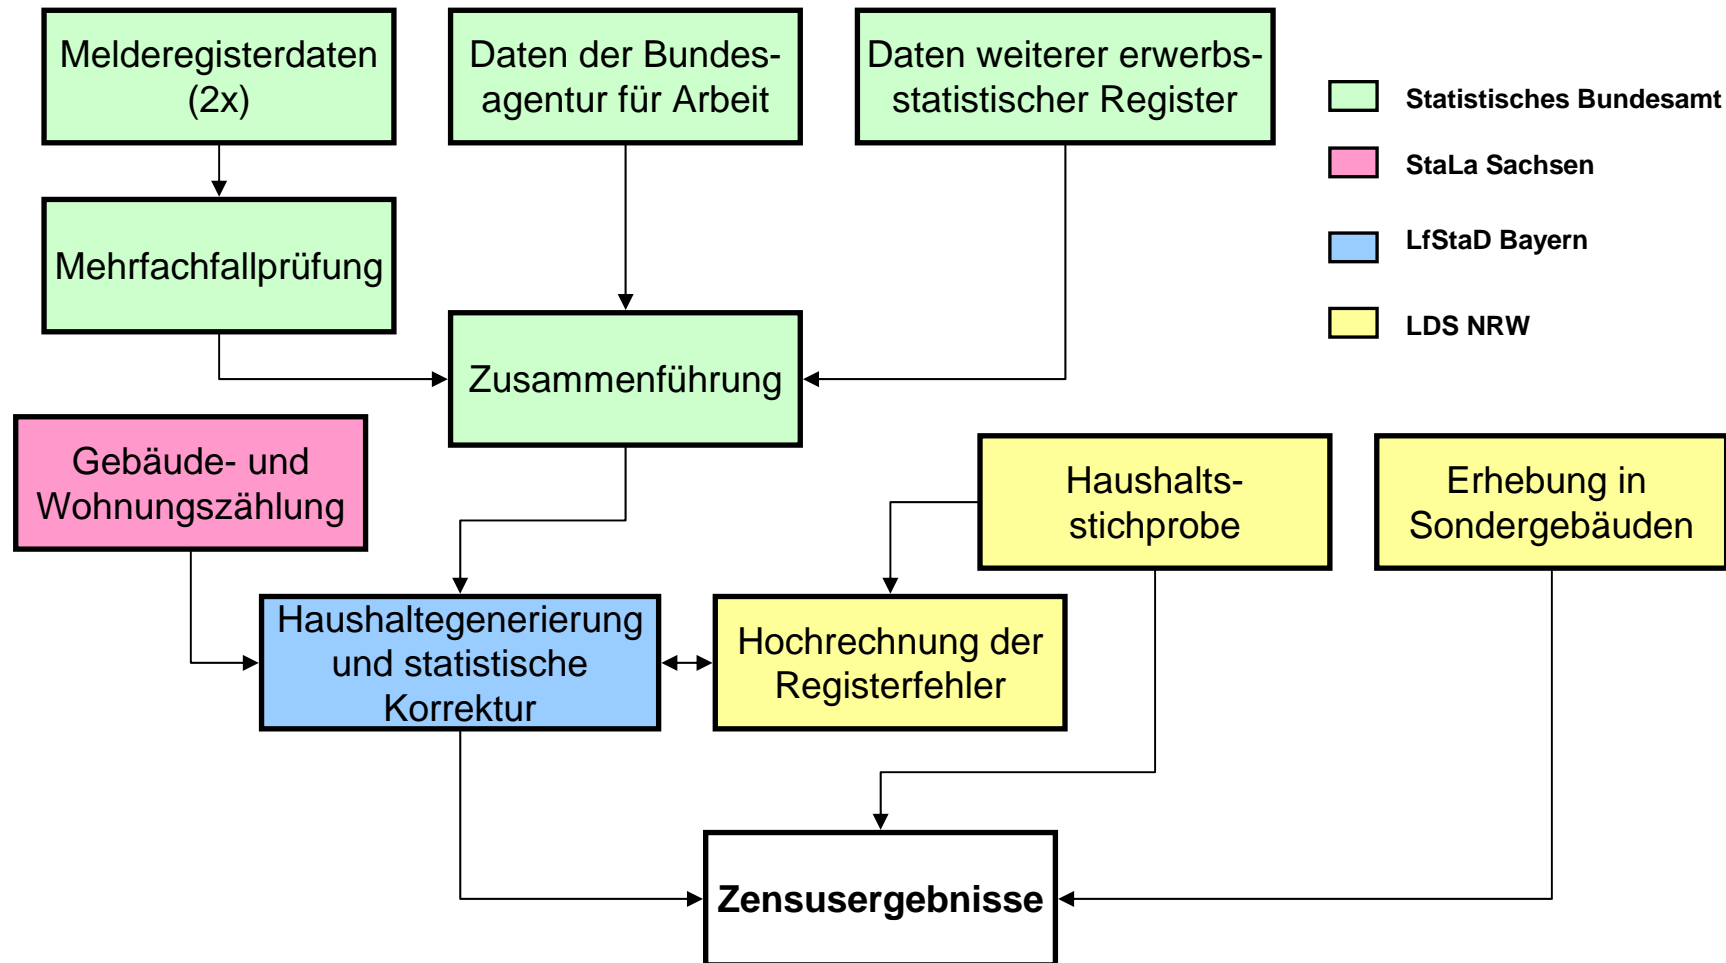 Melderegisterdaten
(2x)
Daten der Bundes-
agentur für Arbeit
Daten weiterer erwerbs-
statistischer Register
Statistisches Bundesamt
StaLa Sachsen
LfStaD Bayern
LDS NRW
Mehrfachfallprüfung
Zusammenführung
Gebäude- und
Wohnungszählung
Haushalts-
stichprobe
Erhebung in
Sondergebäuden
Haushaltegenerierung
und statistische
Korrektur
Hochrechnung der
Registerfehler
Zensusergebnisse